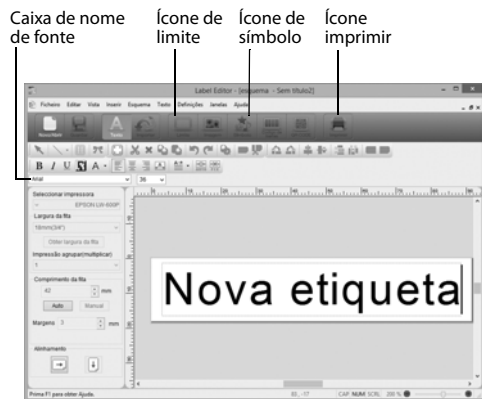 Caixa de nome de fonte
Ícone de limite
Ícone de símbolo
Ícone imprimir
Label Editor - [esquema - Sem título2]
Ficheiro Editar Vista Inserir Esquema Texto Definições Janelas Ajuda
Nova/Abrir
Texto
B I U A
Arial 36
Seleccionar impressora
EPSON LW-600P
Largura da fita
18mm(3/4")
Obter largura da fita
Impressão agrupar(multiplicar)
1
Comprimento da fita
42 mm
Auto Manual
Margens 3 mm
Alinhamento
Nova etiqueta
Prima F1 para obter Ajuda.
CAP NUM SCRL 200 %